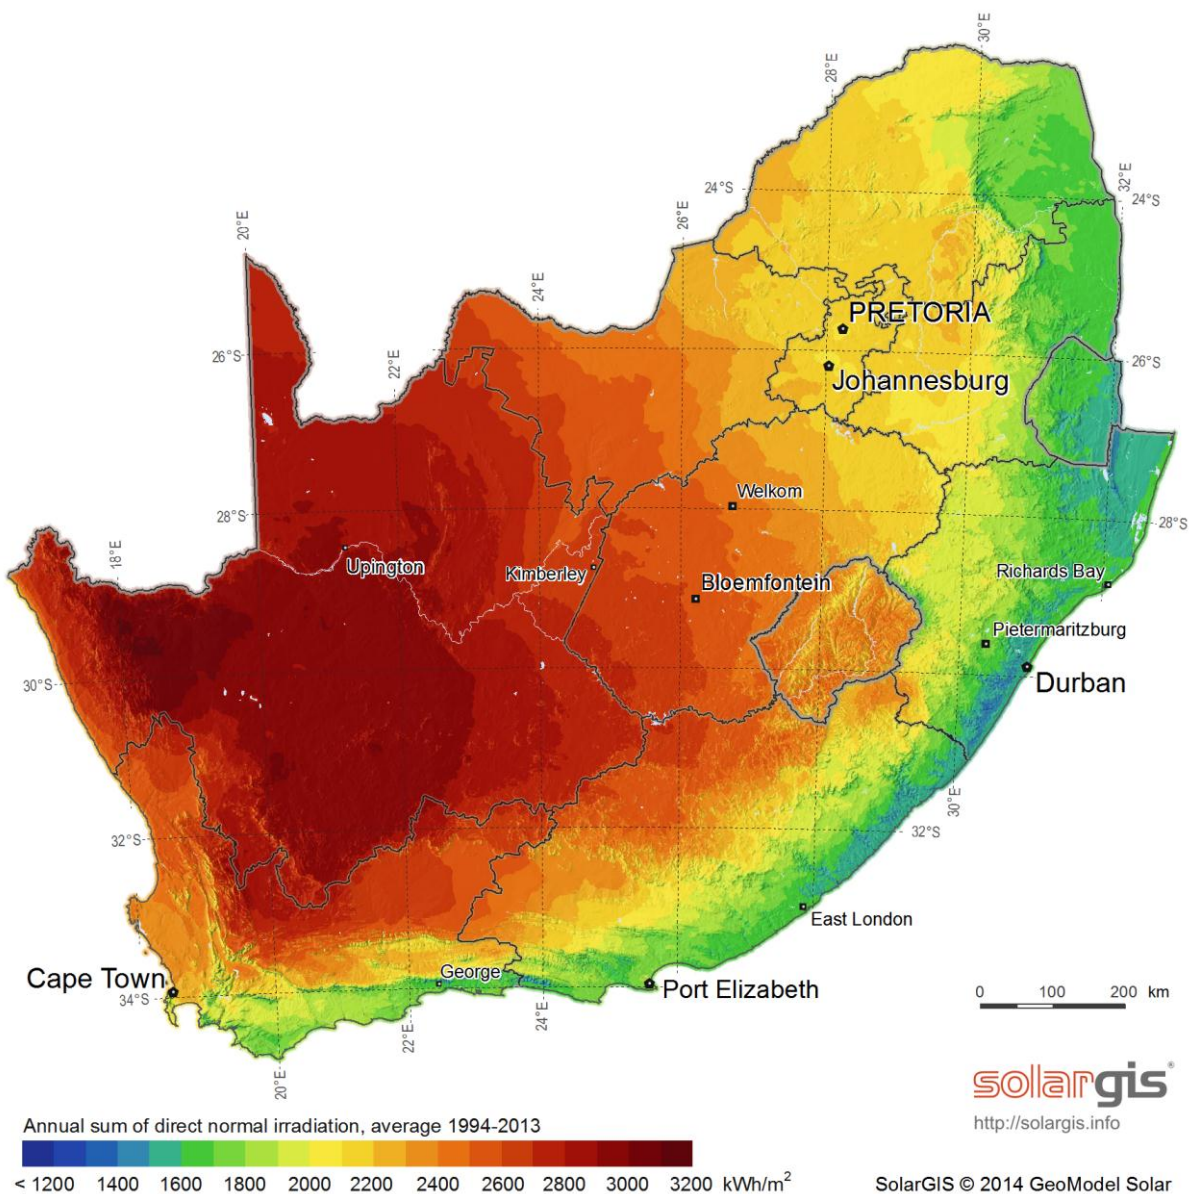 30°E
28°E
32°E
24°S
24°S
20°E
26°E
24°E
PRETORIA
26°S
22°E
26°S
Johannesburg
Welkom
28°S
28°S
18°E
Upington
Kimberley
Bloemfontein
Richards Bay
Pietermaritzburg
30°S
Durban
30°E
32°S
32°S
East London
Cape Town
George
34°S
Port Elizabeth
0 100 200 km
22°E
24°E
20°E
solargis®
http://solargis.info
Annual sum of direct normal irradiation, average 1994-2013
< 1200 1400 1600 1800 2000 2200 2400 2600 2800 3000 3200 kWh/m²
SolarGIS © 2014 GeoModel Solar